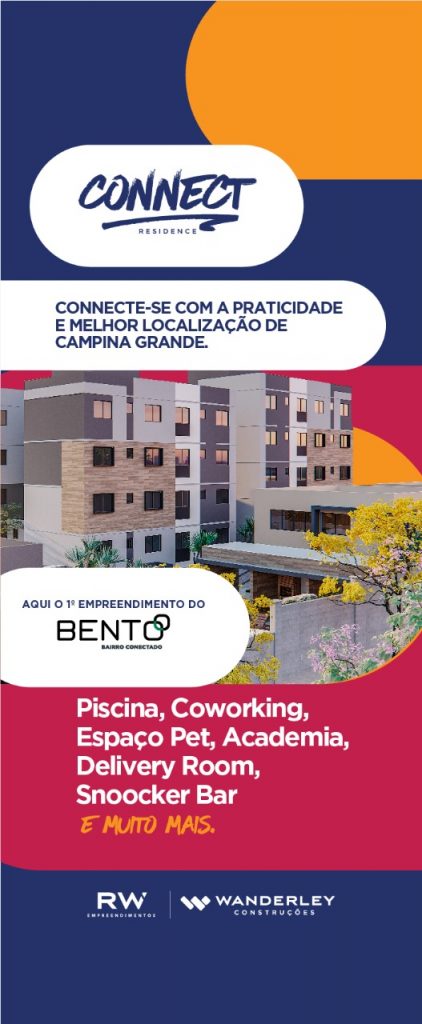 CONNECT
RESIDENCE
CONNECTE-SE COM A PRATICIDADE
E MELHOR LOCALIZAÇÃO DE
CAMPINA GRANDE.
AQUI O 1º EMPREENDIMENTO DO
BENTO
BAIRRO CONECTADO
Piscina, Coworking,
Espaço Pet, Academia,
Delivery Room,
Snoocker Bar
E MUITO MAIS.
RW
EMPREENDIMENTOS
WANDERLEY
CONSTRUÇÕES